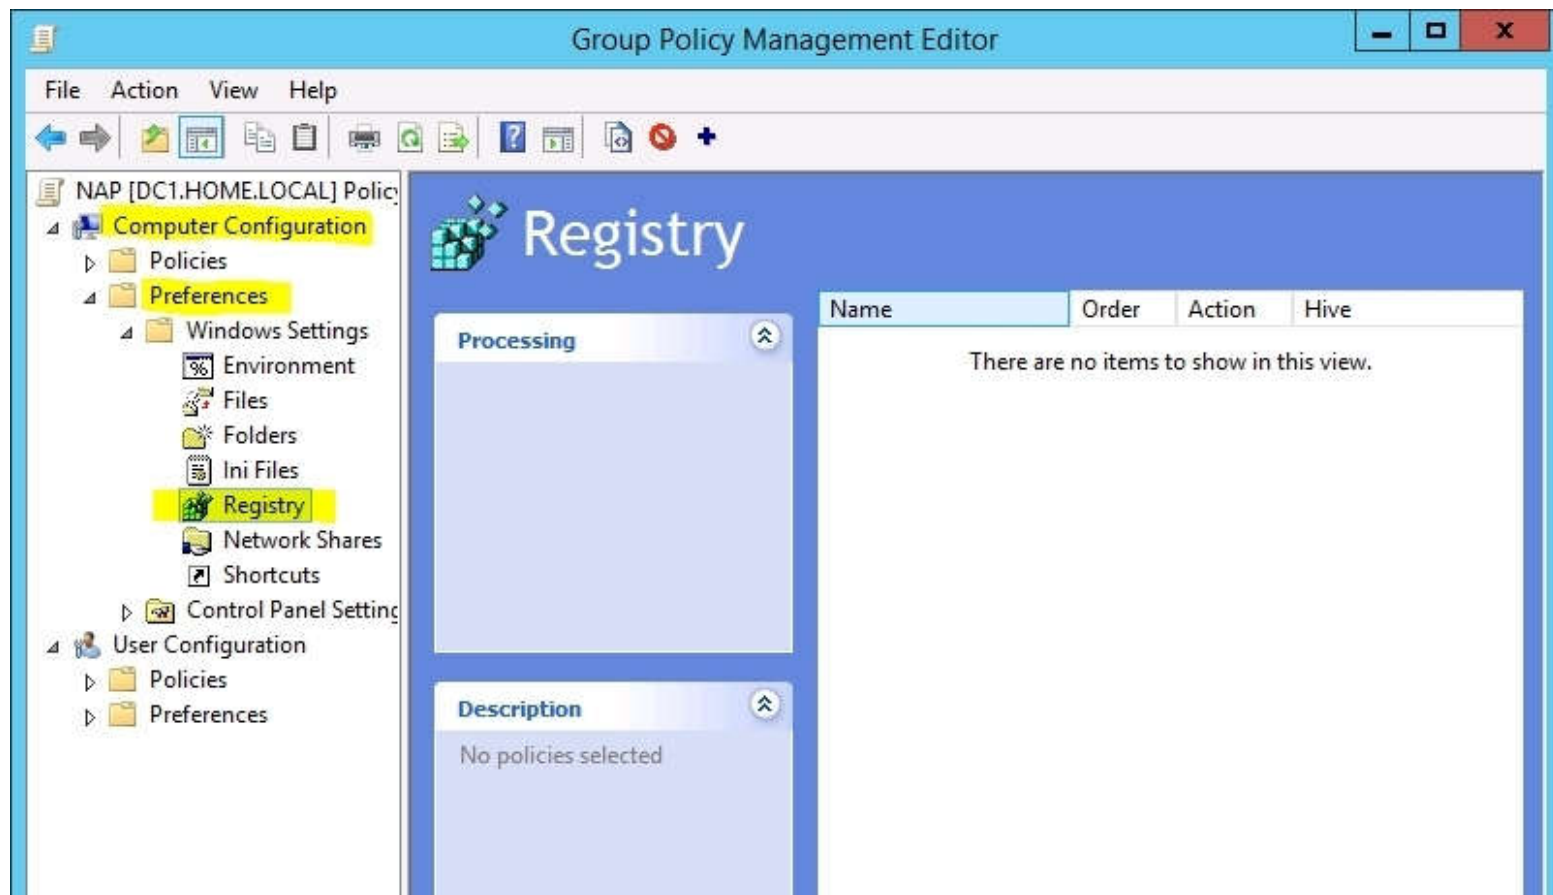 Group Policy Management Editor
File Action View Help
NAP [DC1.HOME.LOCAL] Policy
Computer Configuration
Policies
Preferences
Windows Settings
Environment
Files
Folders
Ini Files
Registry
Network Shares
Shortcuts
Control Panel Setting
User Configuration
Policies
Preferences
Registry
Processing
Description
No policies selected
Name Order Action Hive
There are no items to show in this view.